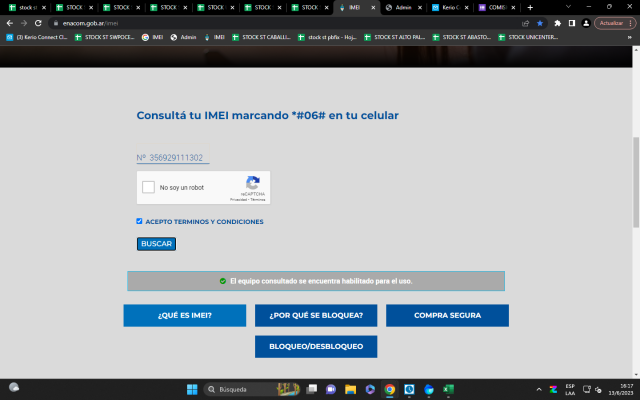 stock si
STOCK
STOCK
STOCK
STOCK
STOCK
STOCK
IMEI
Admin
Kerio C
COMBI
enacom.gob.ar/imei
Actualizar
(3) Kerio Connect Cl...
STOCK ST SWPOCE...
IMEI
Admin
IMEI
STOCK ST CABALLI...
stock st pbfix - Hoj...
STOCK ST ALTO PAL...
STOCK ST ABASTO...
STOCK UNICENTER...
»
Consultá tu IMEI marcando *#06# en tu celular
Nº 356929111302
No soy un robot
reCAPTCHA
Privacidad - Términos
ACEPTO TERMINOS Y CONDICIONES
BUSCAR
El equipo consultado se encuentra habilitado para el uso.
¿QUÉ ES IMEI?
¿POR QUÉ SE BLOQUEA?
COMPRA SEGURA
BLOQUEO/DESBLOQUEO
Búsqueda
ESP
LAA
16:17
13/6/2023